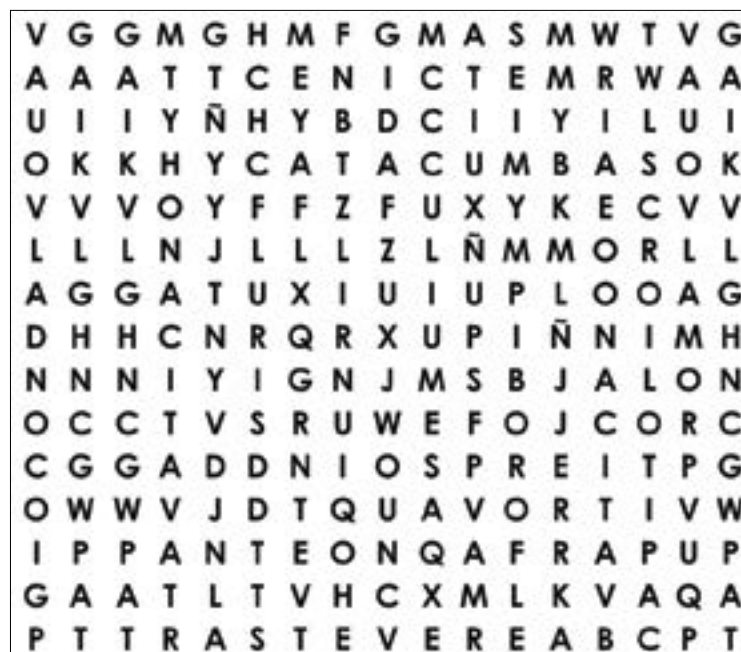 V G G M G H M F G M A S M W T V G
A A A T T C E N I C T E M R W A A
U I I Y Ñ H Y B D C I I Y I L U I
O K K H Y C A T A C U M B A S O K
V V V O Y F F Z F U X Y K E C V V
L L L N J L L L Z L Ñ M M O R L L
A G G A T U X I U I U P L O O A G
D H H C N R Q R X U P I Ñ N I M H
N N N I Y I G N J M S B J A L O N
O C C T V S R U W E F O J C O R C
C G G A D D N I O S P R E I T P G
O W W V J D T Q U A V O R T I V W
I P P A N T E O N Q A F R A P U P
G A A T L T V H C X M L K V A Q A
P T T R A S T E V E R E A B C P T